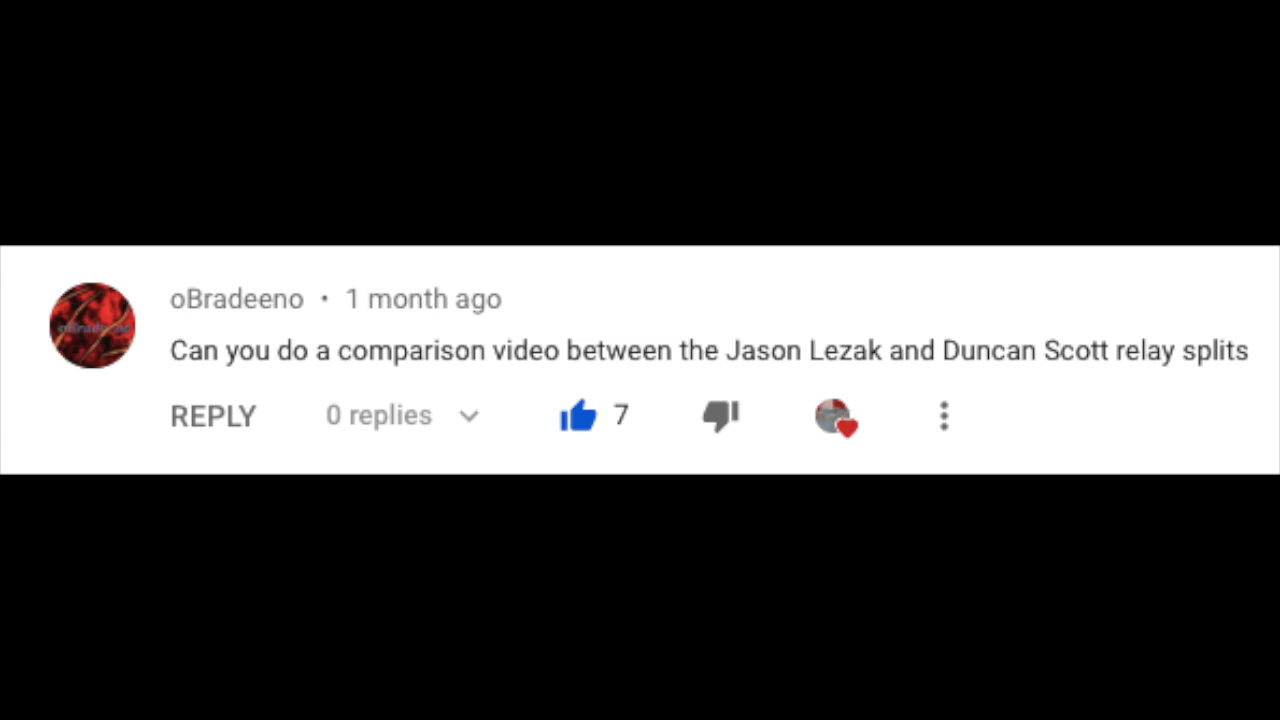 oBradeeno • 1 month ago
Can you do a comparison video between the Jason Lezak and Duncan Scott relay splits
REPLY 0 replies 7